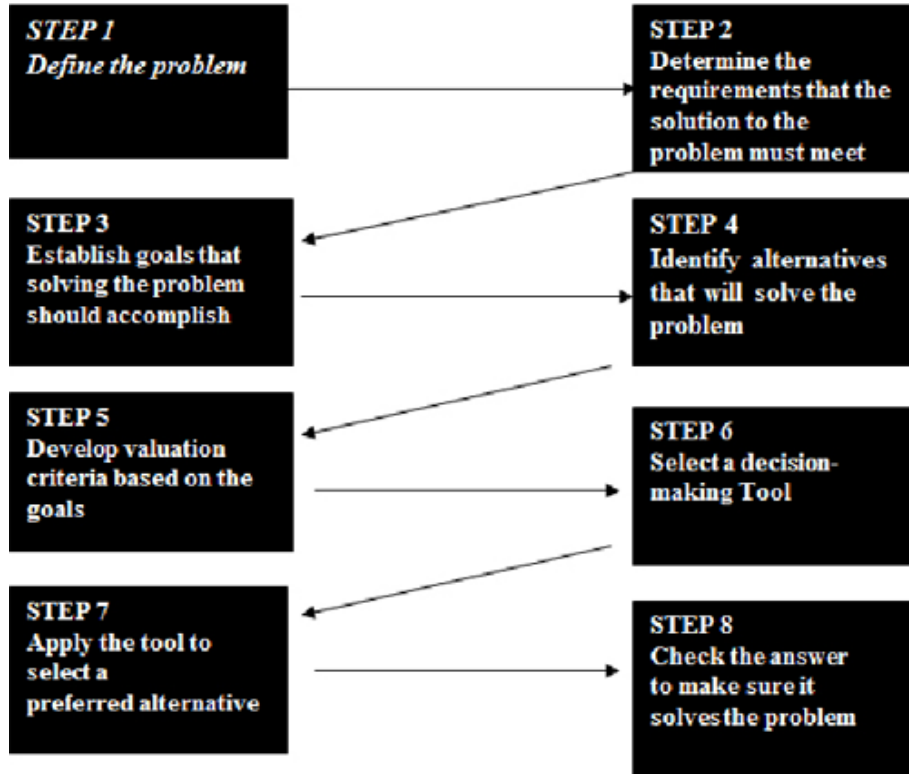 STEP 1
Define the problem
STEP 2
Determine the
requirements that the
solution to the
problem must meet
STEP 3
Establish goals that
solving the problem
should accomplish
STEP 4
Identify alternatives
that will solve the
problem
STEP 5
Develop valuation
criteria based on the
goals
STEP 6
Select a decision-
making Tool
STEP 7
Apply the tool to
select a
preferred alternative
STEP 8
Check the answer
to make sure it
solves the problem